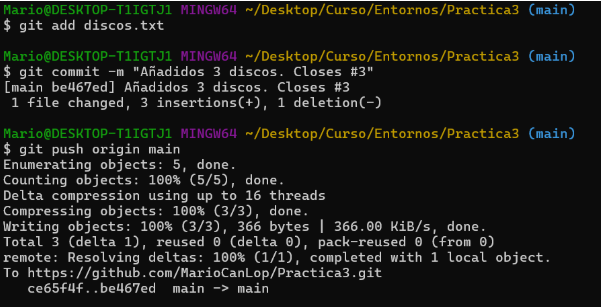 Mario@DESKTOP-T1IGTJ1 MINGW64 ~/Desktop/Curso/Entornos/Practica3 (main)
$ git add discos.txt
Mario@DESKTOP-T1IGTJ1 MINGW64 ~/Desktop/Curso/Entornos/Practica3 (main)
$ git commit -m "Añadidos 3 discos. Closes #3"
[main be467ed] Añadidos 3 discos. Closes #3
 1 file changed, 3 insertions(+), 1 deletion(-)
Mario@DESKTOP-T1IGTJ1 MINGW64 ~/Desktop/Curso/Entornos/Practica3 (main)
$ git push origin main
Enumerating objects: 5, done.
Counting objects: 100% (5/5), done.
Delta compression using up to 16 threads
Compressing objects: 100% (3/3), done.
Writing objects: 100% (3/3), 366 bytes | 366.00 KiB/s, done.
Total 3 (delta 1), reused 0 (delta 0), pack-reused 0 (from 0)
remote: Resolving deltas: 100% (1/1), completed with 1 local object.
To https://github.com/MarioCanLop/Practica3.git
   ce65f4f..be467ed  main -> main